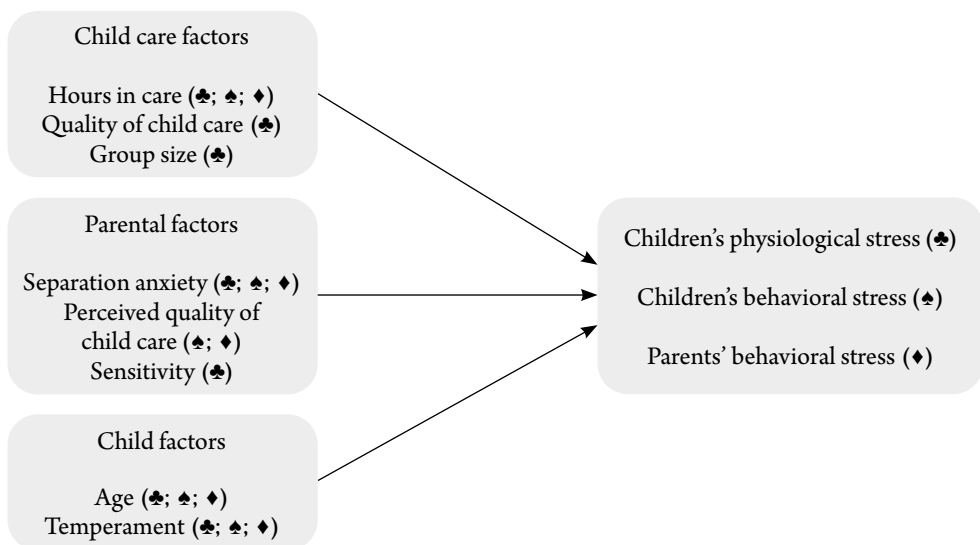 Child care factors
Hours in care (♣; ♠; ♦)
Quality of child care (♣)
Group size (♣)
Parental factors
Separation anxiety (♣; ♠; ♦)
Perceived quality of
child care (♠; ♦)
Sensitivity (♣)
Child factors
Age (♣; ♠; ♦)
Temperament (♣; ♠; ♦)
Children’s physiological stress (♣)
Children’s behavioral stress (♠)
Parents’ behavioral stress (♦)